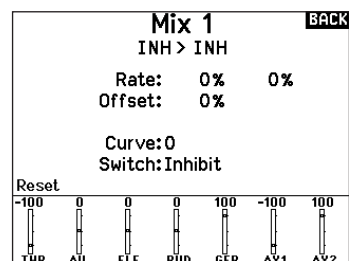 Mix 1 BACK
INH > INH
Rate: 0% 0%
Offset: 0%
Curve: 0
Switch: Inhibit
Reset
-100 0 0 0 100 -100 100
THR AIL ELE RUD GER AX1 AX2